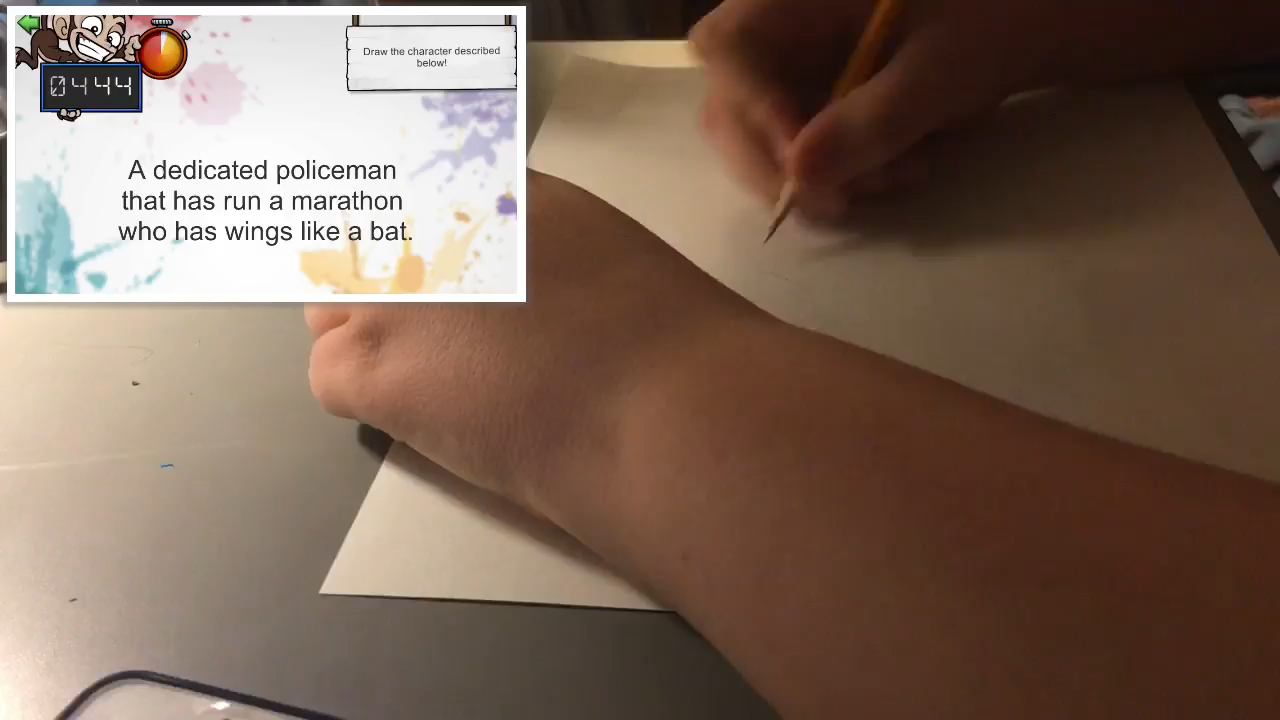 0444
Draw the character described
below!
A dedicated policeman
that has run a marathon
who has wings like a bat.